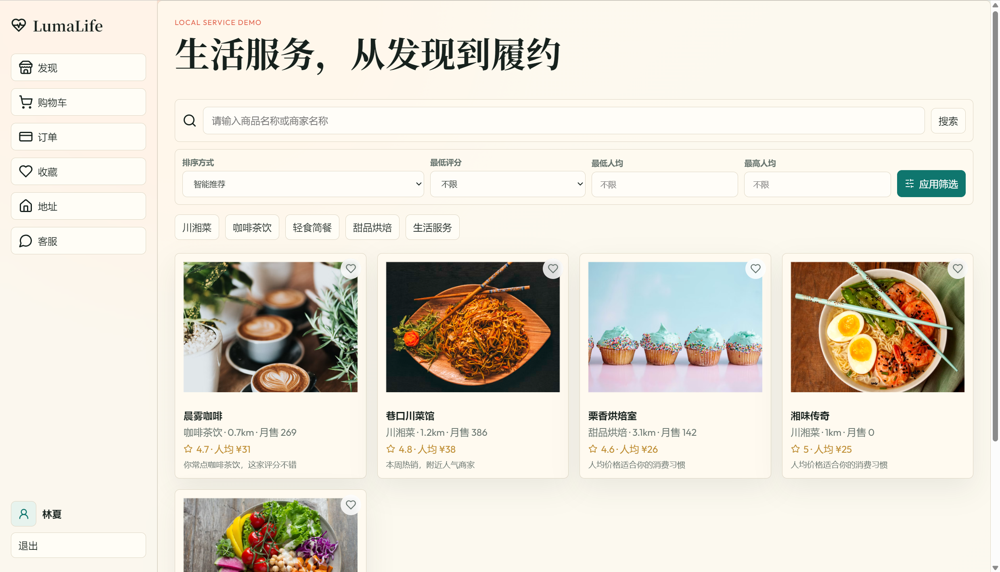 LumaLife
发现
购物车
订单
收藏
地址
客服
林夏
退出
LOCAL SERVICE DEMO
生活服务，从发现到履约
请输入商品名称或商家名称
搜索
排序方式
智能推荐
最低评分
不限
最低人均
不限
最高人均
不限
应用筛选
川湘菜
咖啡茶饮
轻食简餐
甜品烘焙
生活服务
晨雾咖啡
咖啡茶饮·0.7km·月售 269
4.7·人均 ¥31
你常点咖啡茶饮，这家评分不错
巷口川菜馆
川湘菜·1.2km·月售 386
4.8·人均 ¥38
本周热销，附近人气商家
栗香烘焙室
甜品烘焙·3.1km·月售 142
4.6·人均 ¥26
人均价格适合你的消费习惯
湘味传奇
川湘菜·1km·月售 0
5·人均 ¥25
人均价格适合你的消费习惯